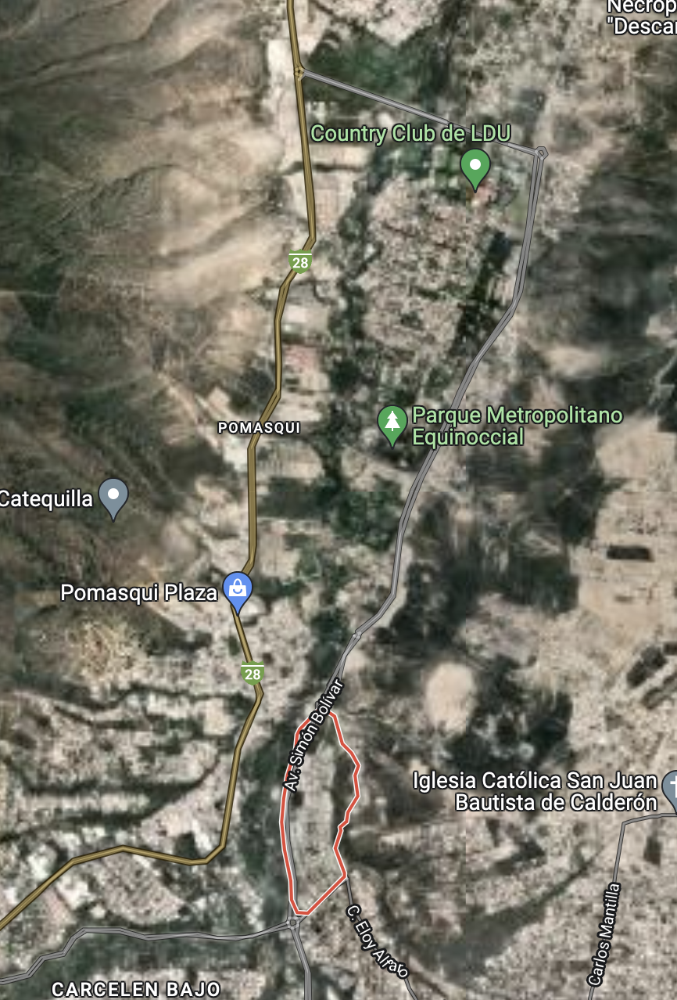 Necrop
"Descar
Country Club de LDU
28
Parque Metropolitano
Equinoccial
POMASQUI
Catequilla
Pomasqui Plaza
28
Av. Simón Bolívar
Iglesia Católica San Juan
Bautista de Calderón
C. Eloy Alfaro
Carlos Mantilla
CARCELEN BAJO